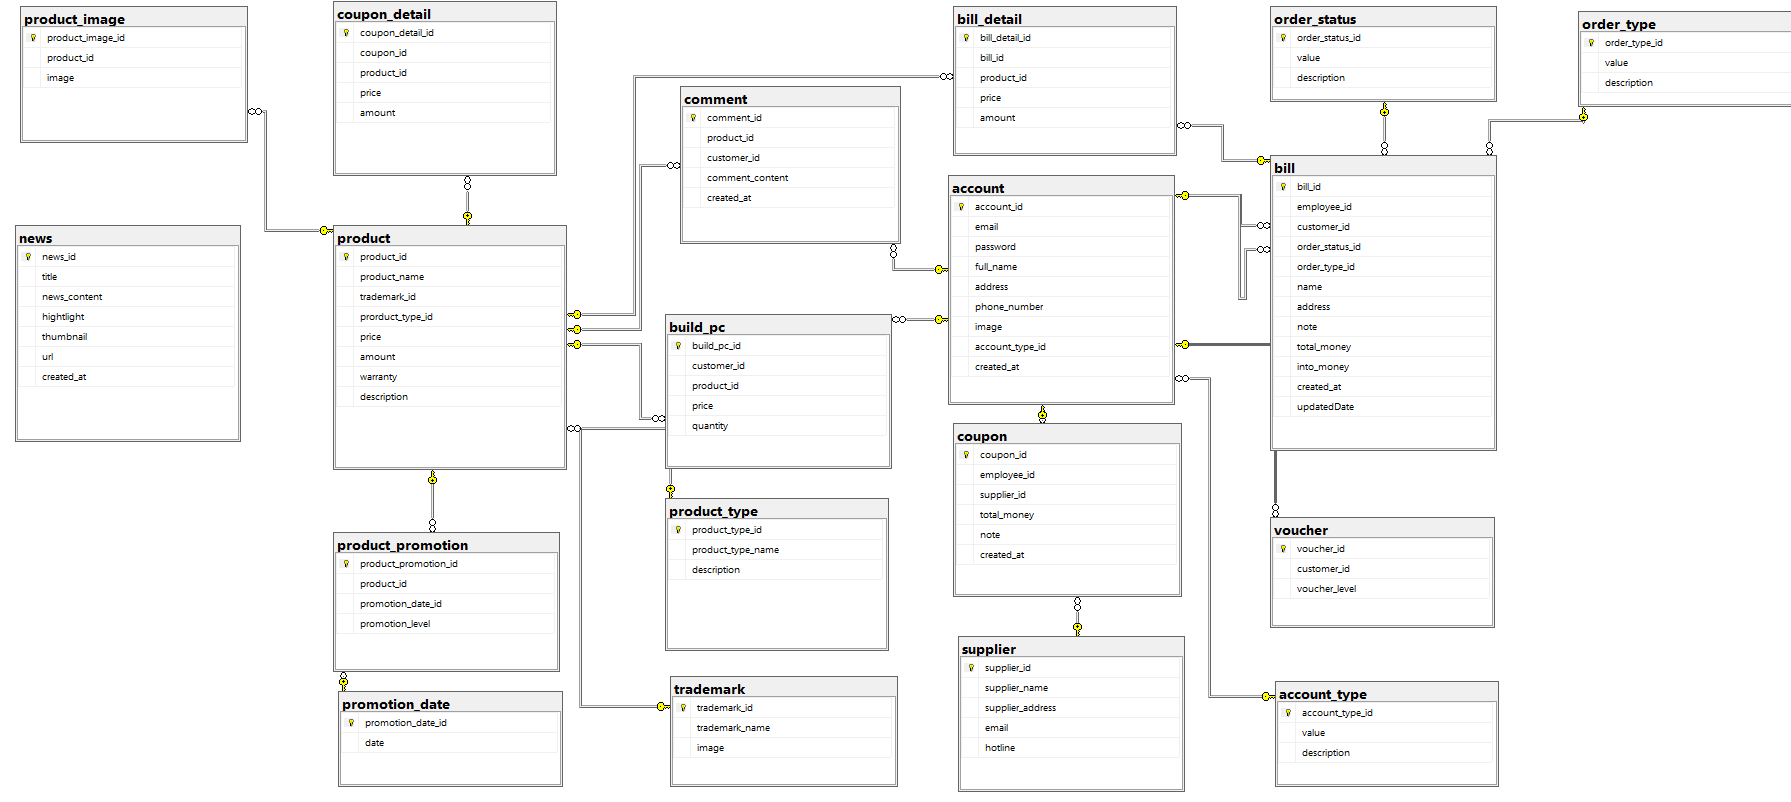 product_image
product_image_id
product_id
image
coupon_detail
coupon_detail_id
coupon_id
product_id
price
amount
bill_detail
bill_detail_id
bill_id
product_id
price
amount
order_status
order_status_id
value
description
order_type
order_type_id
value
description
comment
comment_id
product_id
customer_id
comment_content
created_at
news
news_id
title
news_content
hightlight
thumbnail
url
created_at
product
product_id
product_name
trademark_id
prorduct_type_id
price
amount
warranty
description
account
account_id
email
password
full_name
address
phone_number
image
account_type_id
created_at
bill
bill_id
employee_id
customer_id
order_status_id
order_type_id
name
address
note
total_money
into_money
created_at
updatedDate
build_pc
build_pc_id
customer_id
product_id
price
quantity
coupon
coupon_id
employee_id
supplier_id
total_money
note
created_at
product_type
product_type_id
product_type_name
description
voucher
voucher_id
customer_id
voucher_level
product_promotion
product_promotion_id
product_id
promotion_date_id
promotion_level
supplier
supplier_id
supplier_name
supplier_address
email
hotline
promotion_date
promotion_date_id
date
trademark
trademark_id
trademark_name
image
account_type
account_type_id
value
description